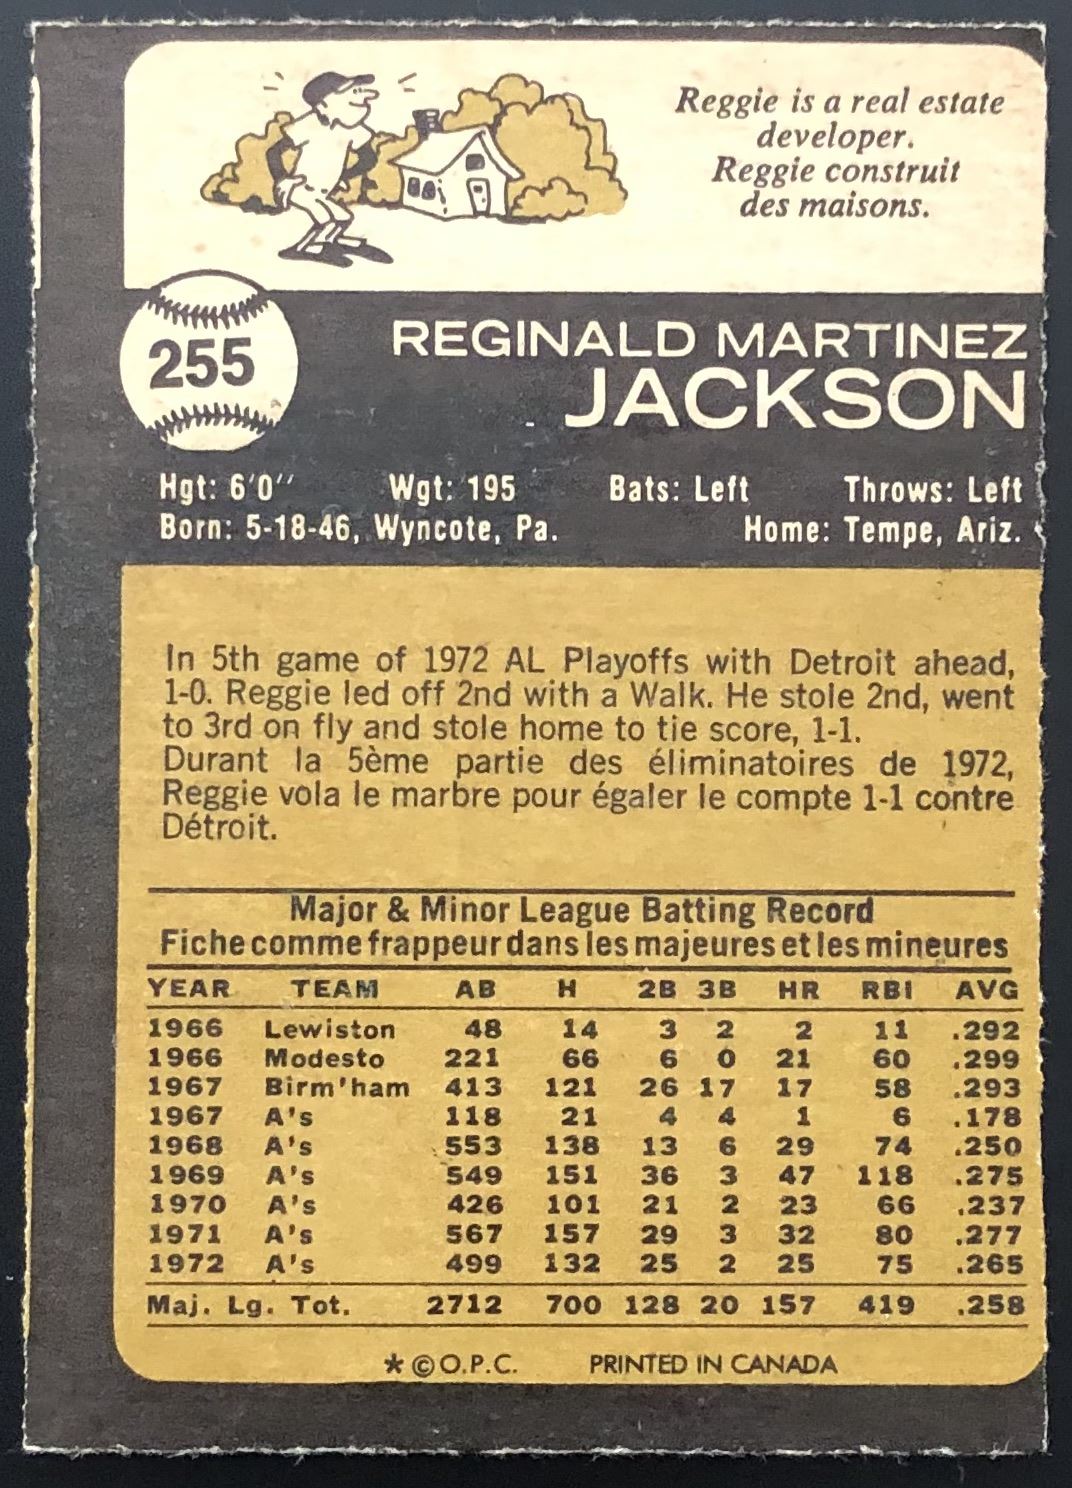 Reggie is a real estate
developer.
Reggie construit
des maisons.
255
REGINALD MARTINEZ
JACKSON
Hgt: 6'0" Wgt: 195 Bats: Left Throws: Left
Born: 5-18-46, Wyncote, Pa. Home: Tempe, Ariz.
In 5th game of 1972 AL Playoffs with Detroit ahead,
1-0. Reggie led off 2nd with a Walk. He stole 2nd, went
to 3rd on fly and stole home to tie score, 1-1.
Durant la 5ème partie des éliminatoires de 1972,
Reggie vola le marbre pour égaler le compte 1-1 contre
Détroit.
Major & Minor League Batting Record
Fiche comme frappeur dans les majeures et les mineures
YEAR TEAM AB H 2B 3B HR RBI AVG
1966 Lewiston 48 14 3 2 2 11 .292
1966 Modesto 221 66 6 0 21 60 .299
1967 Birm'ham 413 121 26 17 17 58 .293
1967 A's 118 21 4 4 1 6 .178
1968 A's 553 138 13 6 29 74 .250
1969 A's 549 151 36 3 47 118 .275
1970 A's 426 101 21 2 23 66 .237
1971 A's 567 157 29 3 32 80 .277
1972 A's 499 132 25 2 25 75 .265
Maj. Lg. Tot. 2712 700 128 20 157 419 .258
* © O.P.C. PRINTED IN CANADA